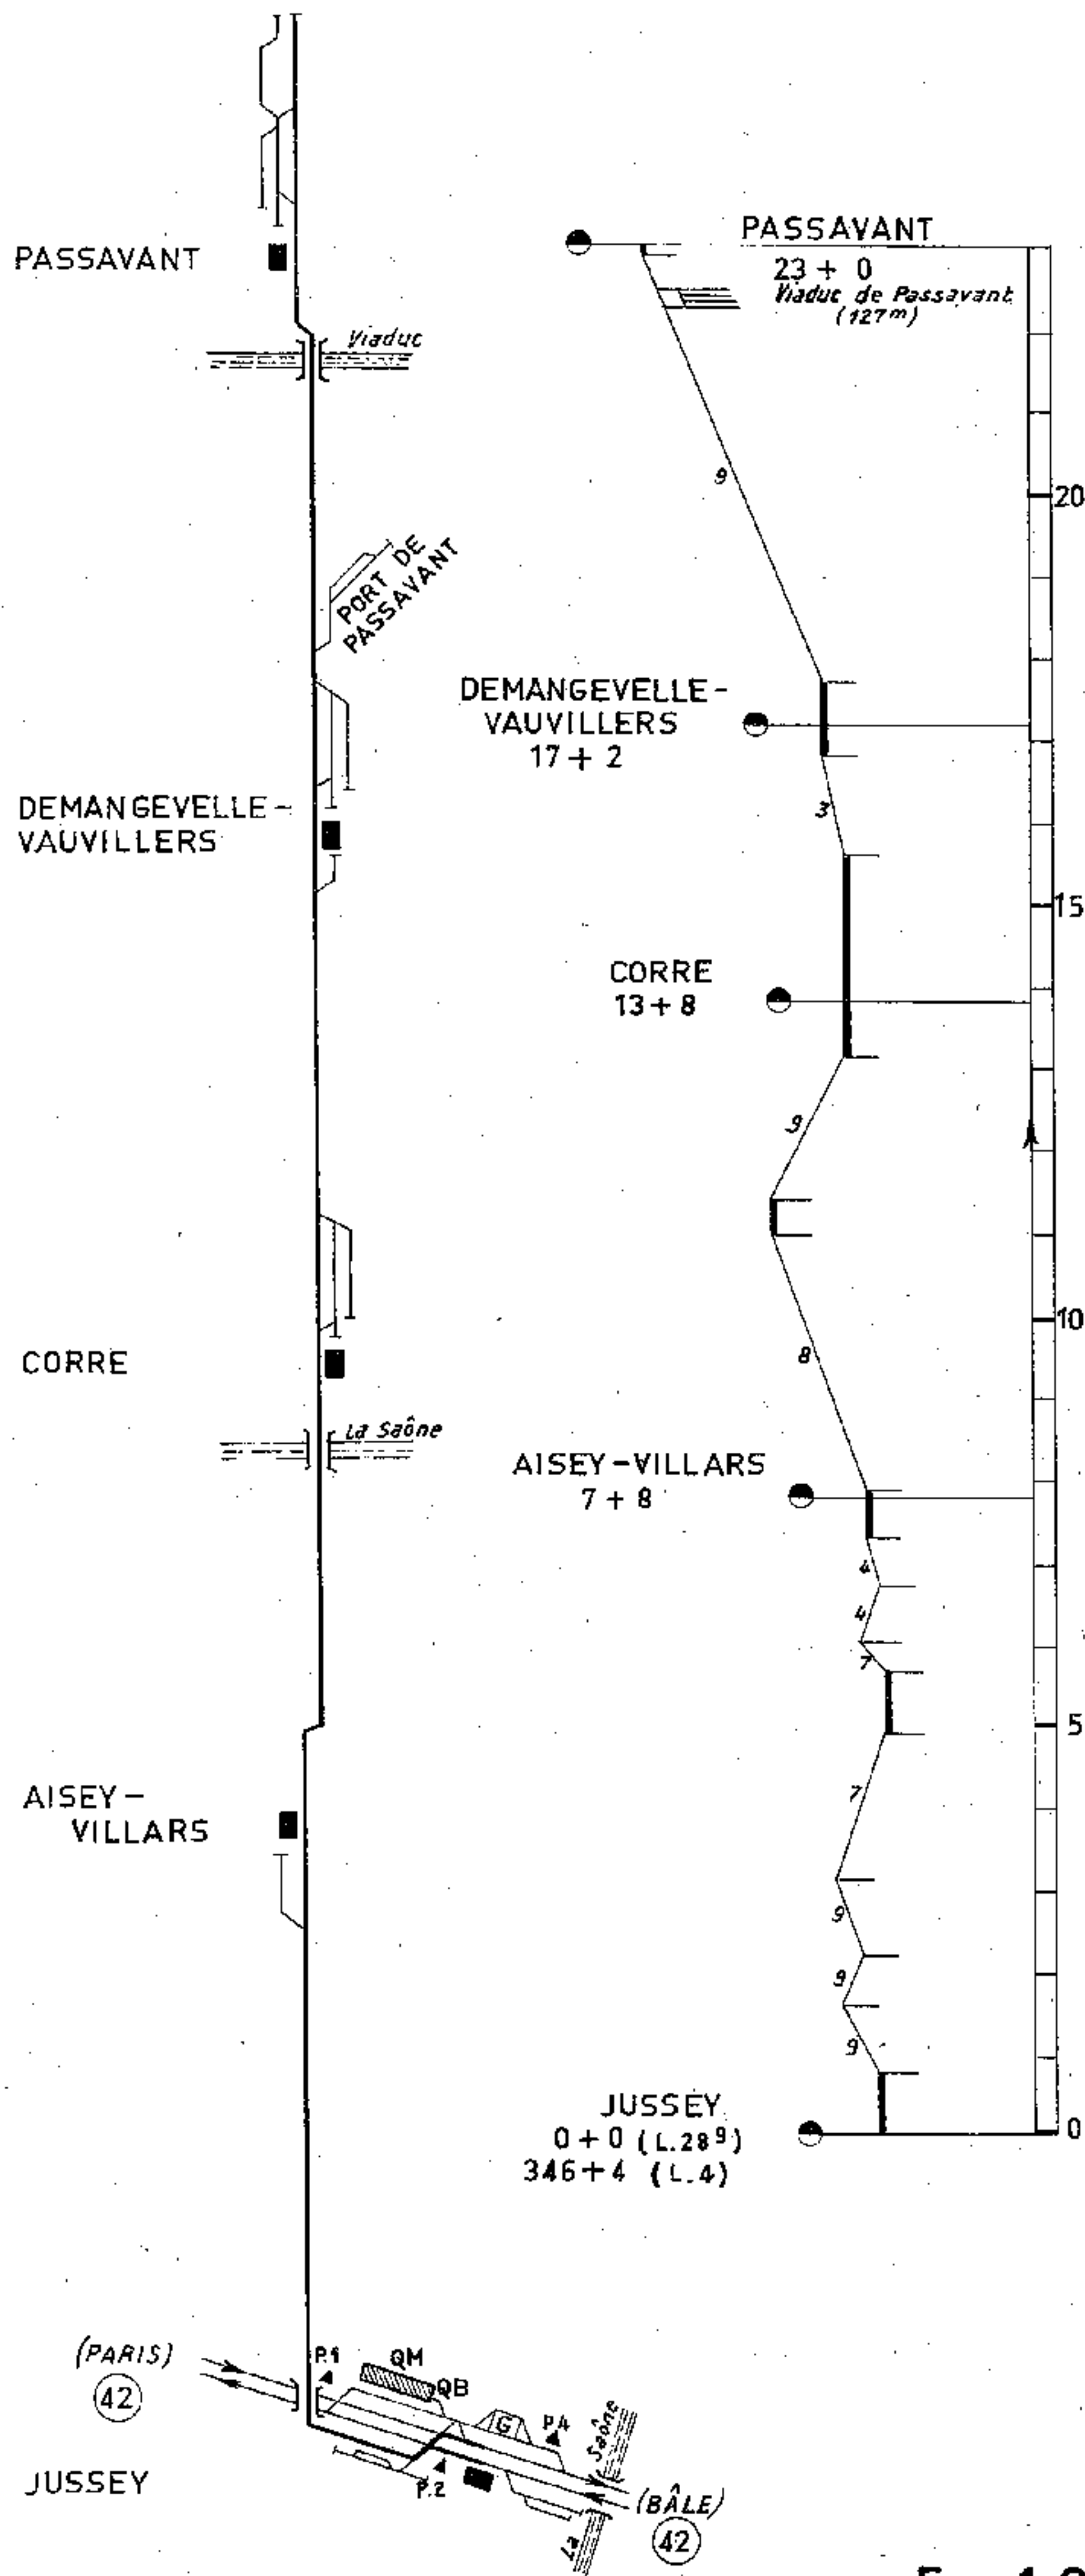 PASSAVANT
Viaduc
PORT DE
PASSAVANT
DEMANGEVELLE-
VAUVILLERS
CORRE
La Saône
AISEY-
VILLARS
(PARIS)
42
P.1
QM
QB
G
P.4
Saône
P.2
JUSSEY
(BÂLE)
42
La
PASSAVANT
23 + 0
Viaduc de Passavant
(127m)
9
20
DEMANGEVELLE-
VAUVILLERS
17 + 2
3
15
CORRE
13 + 8
9
10
8
AISEY-VILLARS
7 + 8
4
4
7
5
7
9
9
9
JUSSEY
0 + 0 (L.28⁹)
346 + 4 (L.4)
0